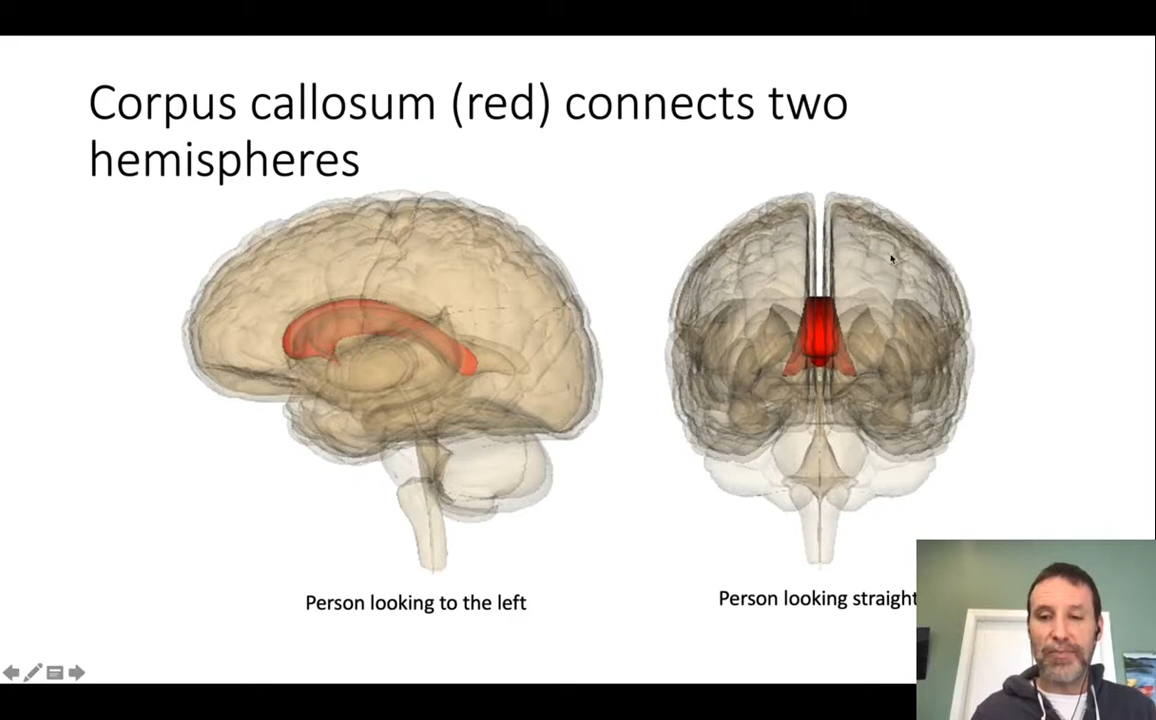 Corpus callosum (red) connects two
hemispheres
Person looking to the left
Person looking straight